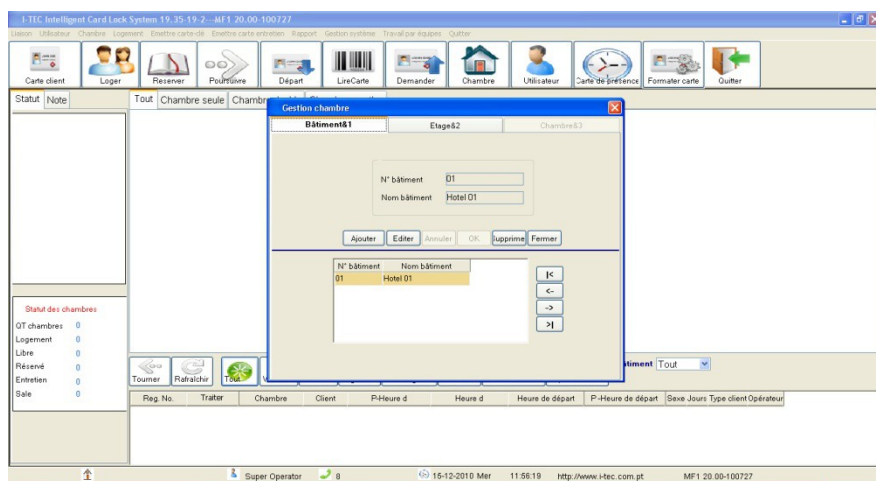 I-TEC Intelligent Card Lock System 19.35-19-2---MF1 20.00-100727
Liaison Utilisateur Chambre Logement Emettre carte-clé Emettre carte entretien Rapport Gestion système Travail par équipes Quitter
Carte client Loger Reserver Poursuivre Départ LireCarte Demander Chambre Utilisateur Carte de présence Formater carte Quitter
Statut Note Tout Chambre seule
Gestion chambre
Bâtiment&1 Etage&2 Chambre&3
N° bâtiment 01
Nom bâtiment Hotel 01
Ajouter Editer Annuler OK Supprime Fermer
N° bâtiment Nom bâtiment
01 Hotel 01
|<
<-
->
>|
Statut des chambres
QT chambres 0
Logement 0
Libre 0
Réservé 0
Entretien 0
Sale 0
Tourner Rafraîchir Tout
bâtiment Tout
Reg. No. Traiter Chambre Client P-Heure d Heure d Heure de départ P-Heure de départ Sexe Jours Type client Opérateur
Super Operator 8 15-12-2010 Mer 11:56:19 http://www.i-tec.com.pt MF1 20.00-100727